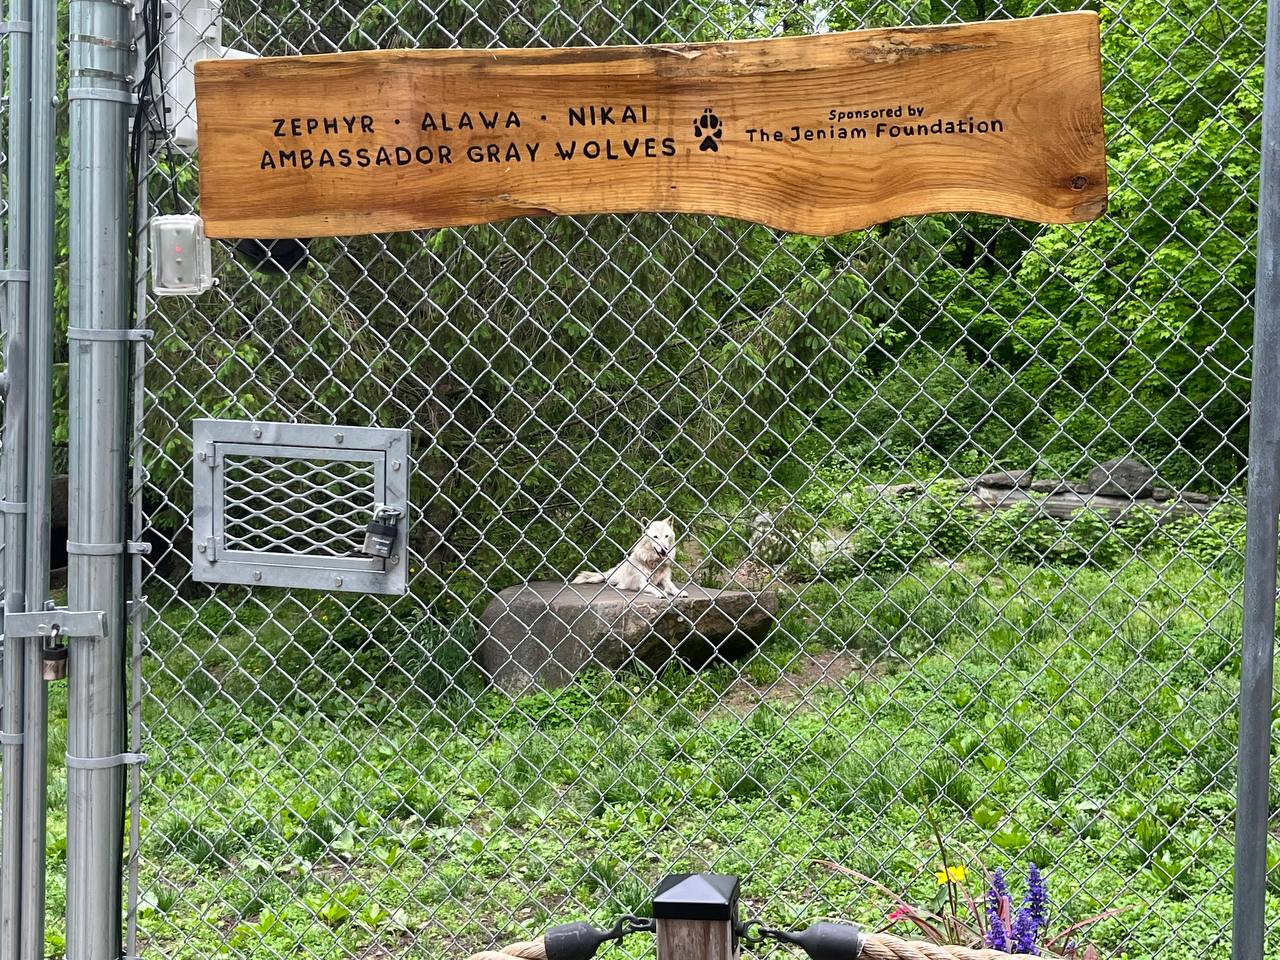 ZEPHYR · ALAWA · NIKAI
AMBASSADOR GRAY WOLVES
Sponsored by
The Jeniam Foundation